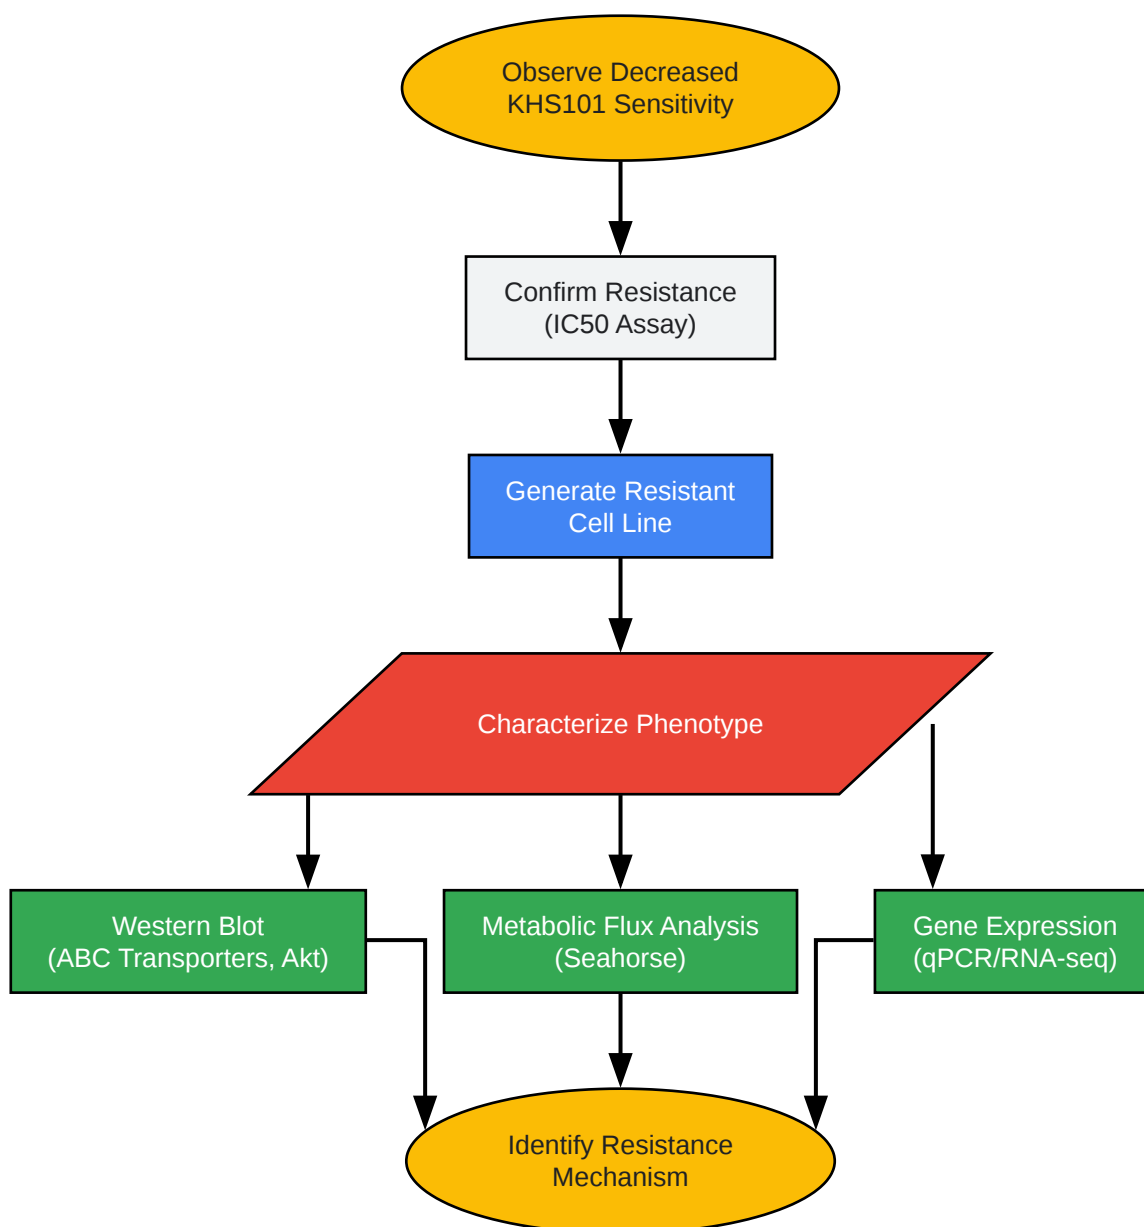 Observe Decreased
KHS101 Sensitivity
Confirm Resistance
(IC50 Assay)
Generate Resistant
Cell Line
Characterize Phenotype
Western Blot
(ABC Transporters, Akt)
Metabolic Flux Analysis
(Seahorse)
Gene Expression
(qPCR/RNA-seq)
Identify Resistance
Mechanism